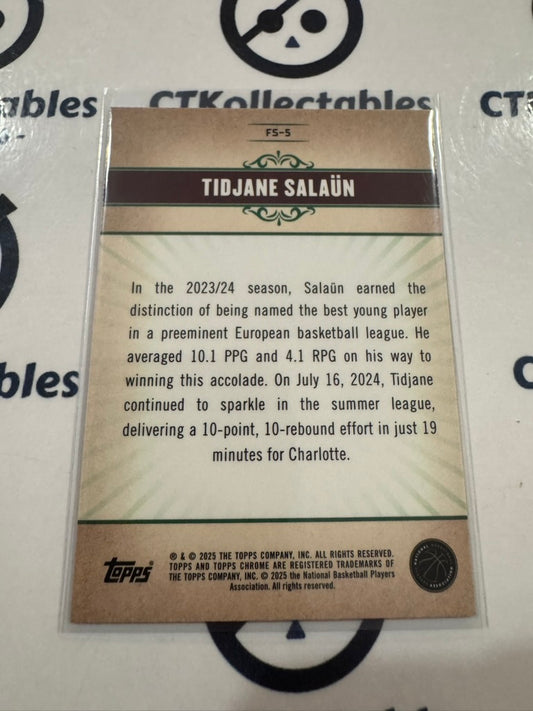 ables CTKollectables CT
FS-5
TIDJANE SALAÜN
In the 2023/24 season, Salaün earned the
distinction of being named the best young player
in a preeminent European basketball league. He
averaged 10.1 PPG and 4.1 RPG on his way to
winning this accolade. On July 16, 2024, Tidjane
continued to sparkle in the summer league,
delivering a 10-point, 10-rebound effort in just 19
minutes for Charlotte.
bles
C
topps®
® & © 2025 THE TOPPS COMPANY, INC. ALL RIGHTS RESERVED.
TOPPS AND TOPPS CHROME ARE REGISTERED TRADEMARKS OF
THE TOPPS COMPANY, INC. © 2025 the National Basketball Players
Association. All rights reserved.